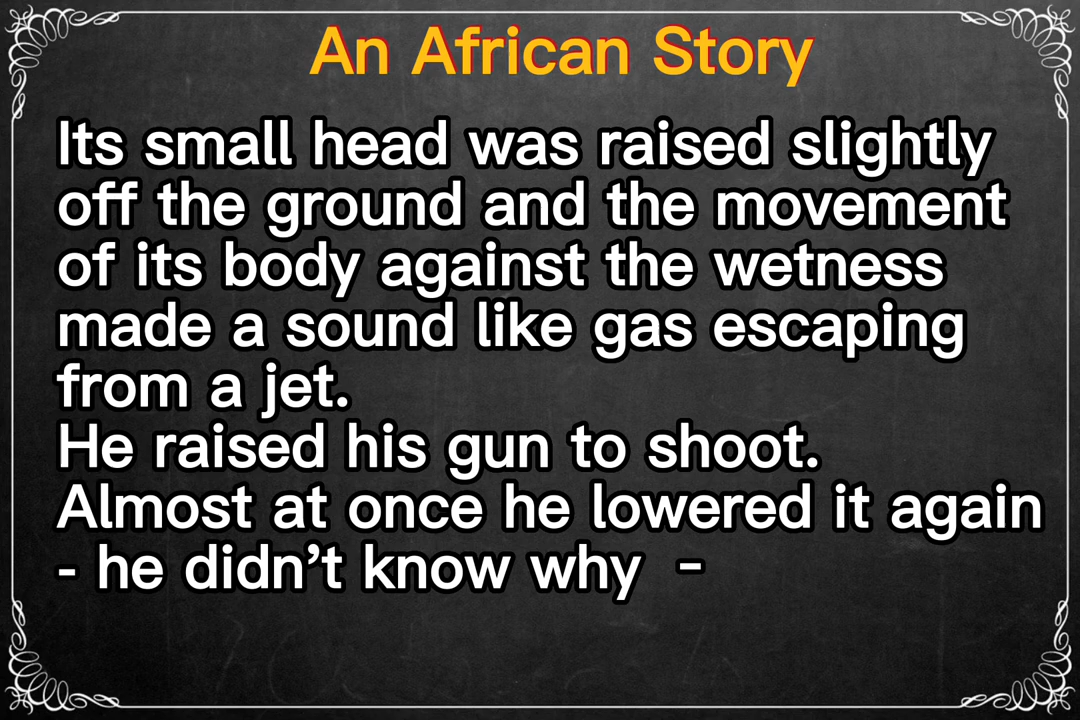 An African Story
Its small head was raised slightly
off the ground and the movement
of its body against the wetness
made a sound like gas escaping
from a jet.
He raised his gun to shoot.
Almost at once he lowered it again
- he didn’t know why  -